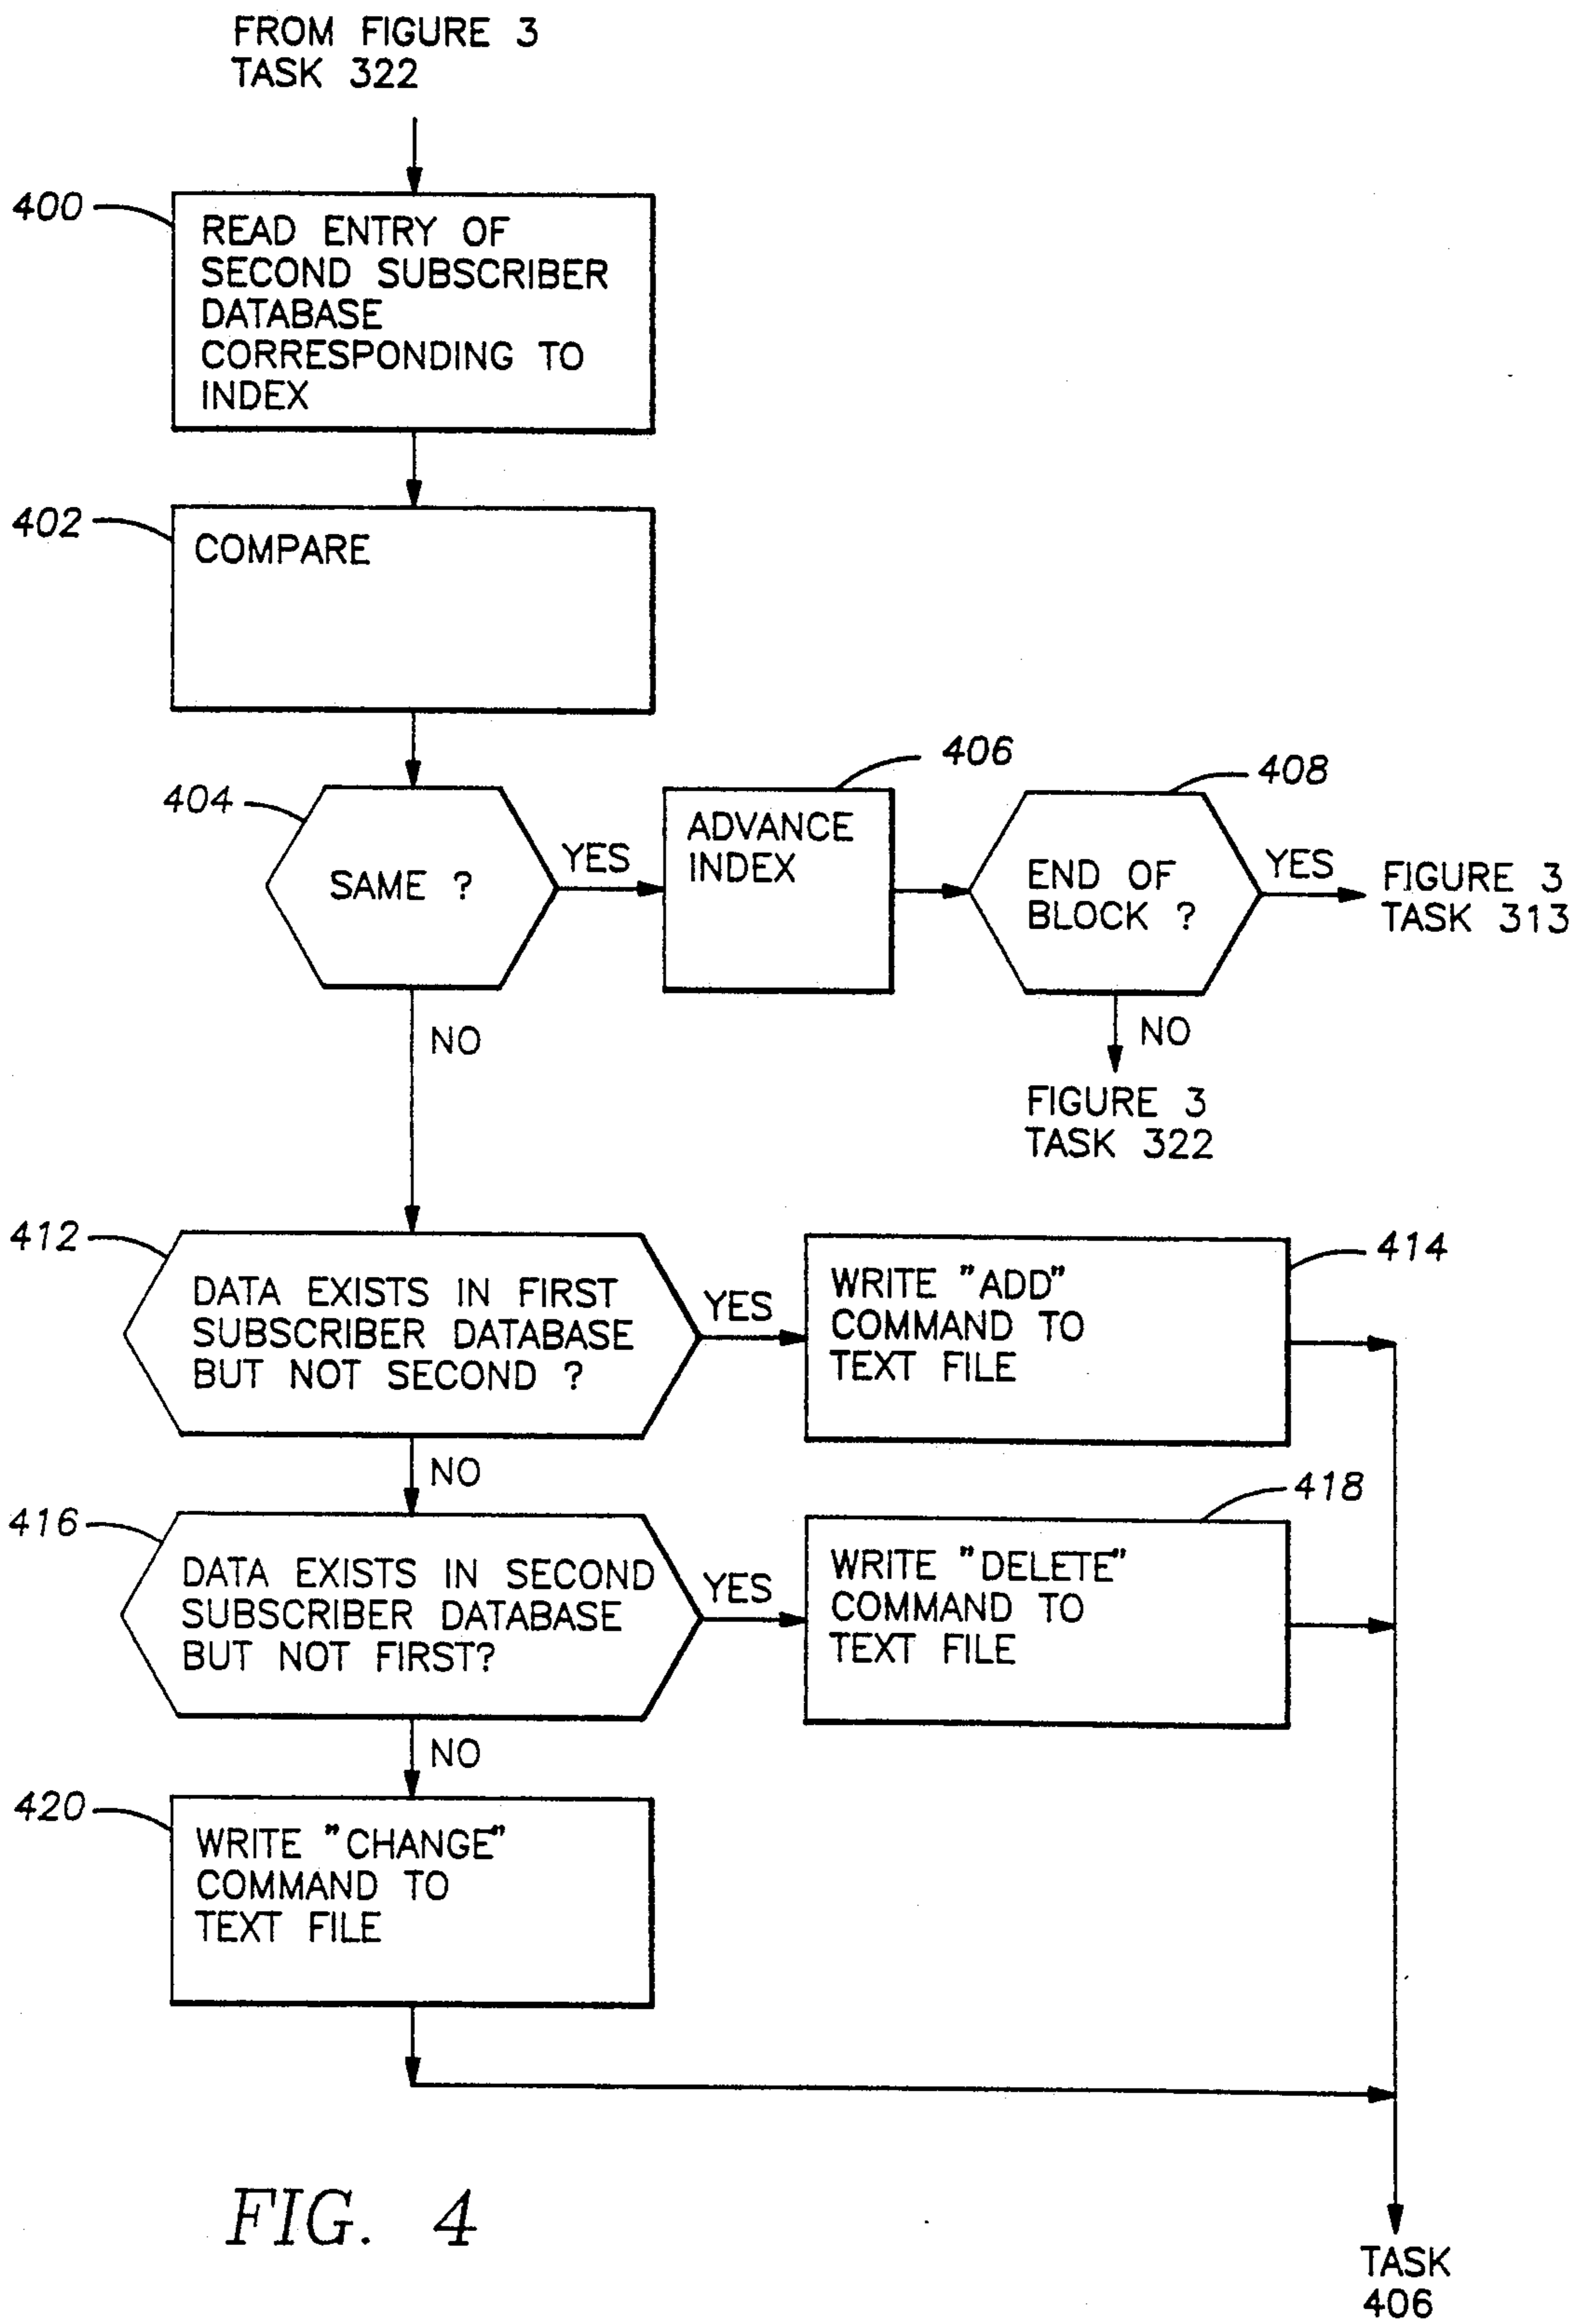 FROM FIGURE 3
TASK 322
400
READ ENTRY OF
SECOND SUBSCRIBER
DATABASE
CORRESPONDING TO
INDEX
402
COMPARE
404
SAME ?
YES
406
ADVANCE
INDEX
408
END OF
BLOCK ?
YES
FIGURE 3
TASK 313
NO
NO
FIGURE 3
TASK 322
412
DATA EXISTS IN FIRST
SUBSCRIBER DATABASE
BUT NOT SECOND ?
YES
414
WRITE "ADD"
COMMAND TO
TEXT FILE
NO
416
DATA EXISTS IN SECOND
SUBSCRIBER DATABASE
BUT NOT FIRST?
YES
418
WRITE "DELETE"
COMMAND TO
TEXT FILE
NO
420
WRITE "CHANGE"
COMMAND TO
TEXT FILE
FIG. 4
TASK
406